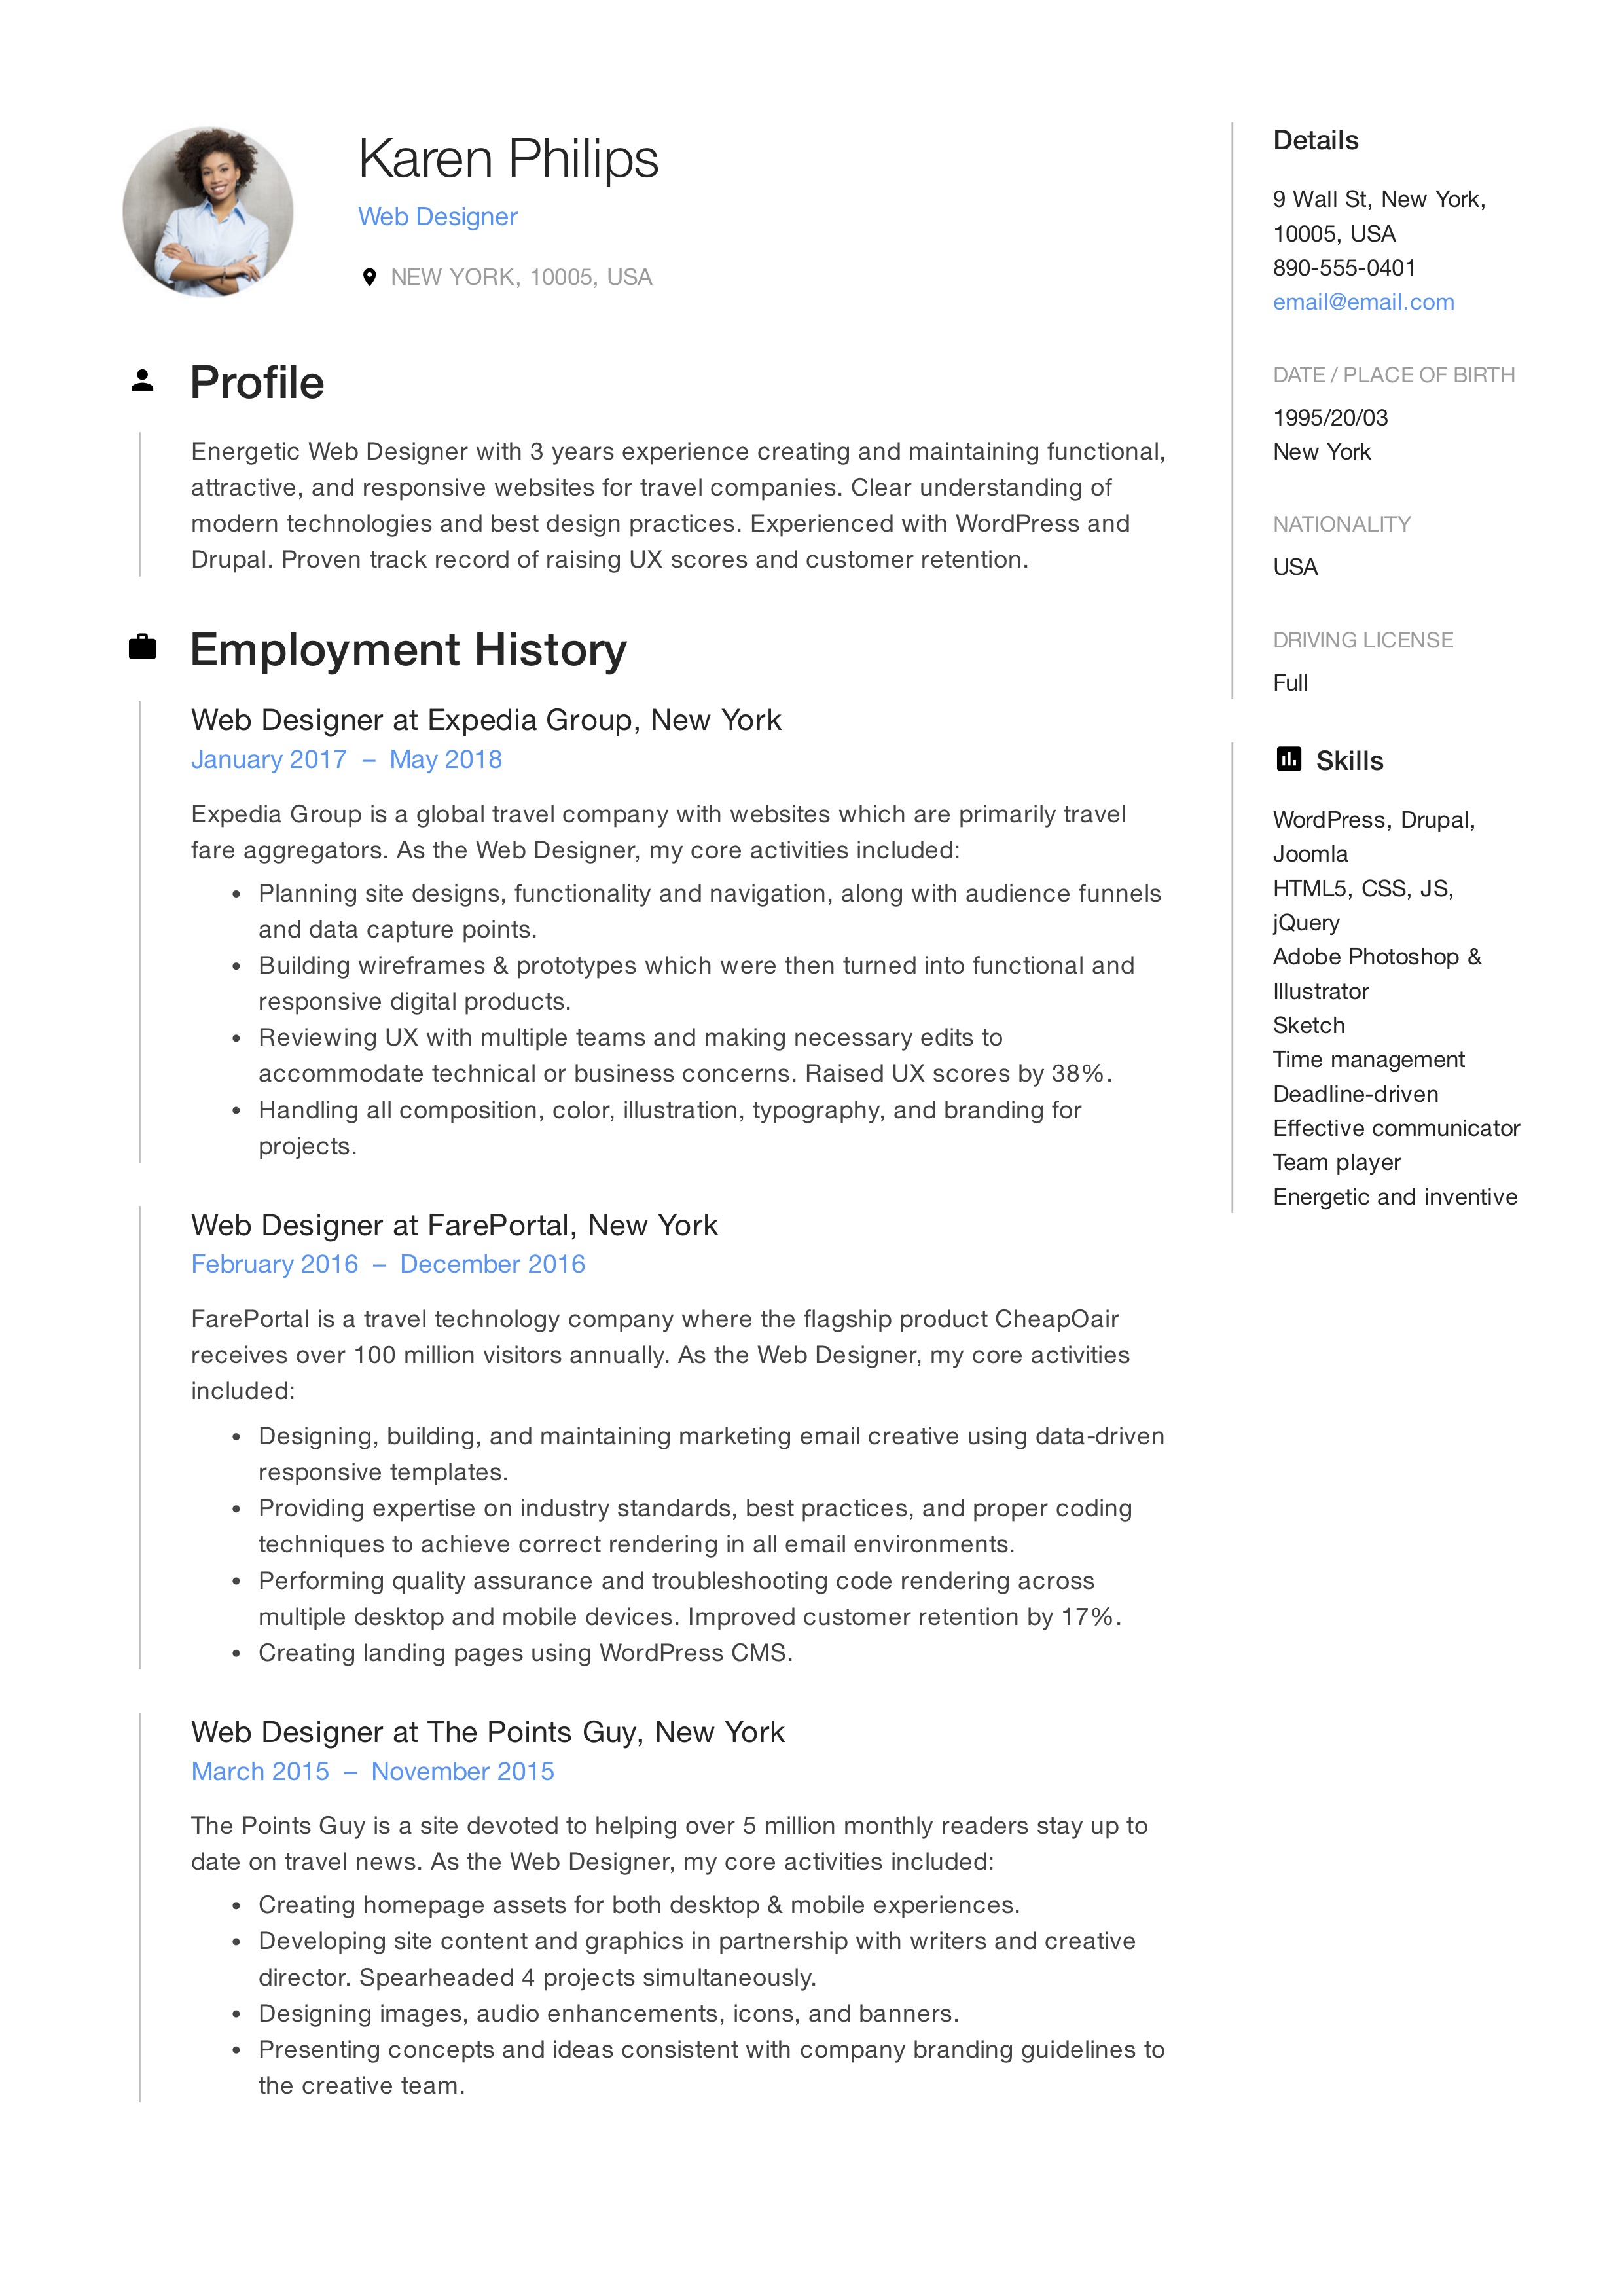 Karen Philips
Web Designer
NEW YORK, 10005, USA
Profile
Energetic Web Designer with 3 years experience creating and maintaining functional,
attractive, and responsive websites for travel companies. Clear understanding of
modern technologies and best design practices. Experienced with WordPress and
Drupal. Proven track record of raising UX scores and customer retention.
Employment History
Web Designer at Expedia Group, New York
January 2017 – May 2018
Expedia Group is a global travel company with websites which are primarily travel
fare aggregators. As the Web Designer, my core activities included:
• Planning site designs, functionality and navigation, along with audience funnels
and data capture points.
• Building wireframes & prototypes which were then turned into functional and
responsive digital products.
• Reviewing UX with multiple teams and making necessary edits to
accommodate technical or business concerns. Raised UX scores by 38%.
• Handling all composition, color, illustration, typography, and branding for
projects.
Web Designer at FarePortal, New York
February 2016 – December 2016
FarePortal is a travel technology company where the flagship product CheapOair
receives over 100 million visitors annually. As the Web Designer, my core activities
included:
• Designing, building, and maintaining marketing email creative using data-driven
responsive templates.
• Providing expertise on industry standards, best practices, and proper coding
techniques to achieve correct rendering in all email environments.
• Performing quality assurance and troubleshooting code rendering across
multiple desktop and mobile devices. Improved customer retention by 17%.
• Creating landing pages using WordPress CMS.
Web Designer at The Points Guy, New York
March 2015 – November 2015
The Points Guy is a site devoted to helping over 5 million monthly readers stay up to
date on travel news. As the Web Designer, my core activities included:
• Creating homepage assets for both desktop & mobile experiences.
• Developing site content and graphics in partnership with writers and creative
director. Spearheaded 4 projects simultaneously.
• Designing images, audio enhancements, icons, and banners.
• Presenting concepts and ideas consistent with company branding guidelines to
the creative team.
Details
9 Wall St, New York,
10005, USA
890-555-0401
email@email.com
DATE / PLACE OF BIRTH
1995/20/03
New York
NATIONALITY
USA
DRIVING LICENSE
Full
Skills
WordPress, Drupal,
Joomla
HTML5, CSS, JS,
jQuery
Adobe Photoshop &
Illustrator
Sketch
Time management
Deadline-driven
Effective communicator
Team player
Energetic and inventive